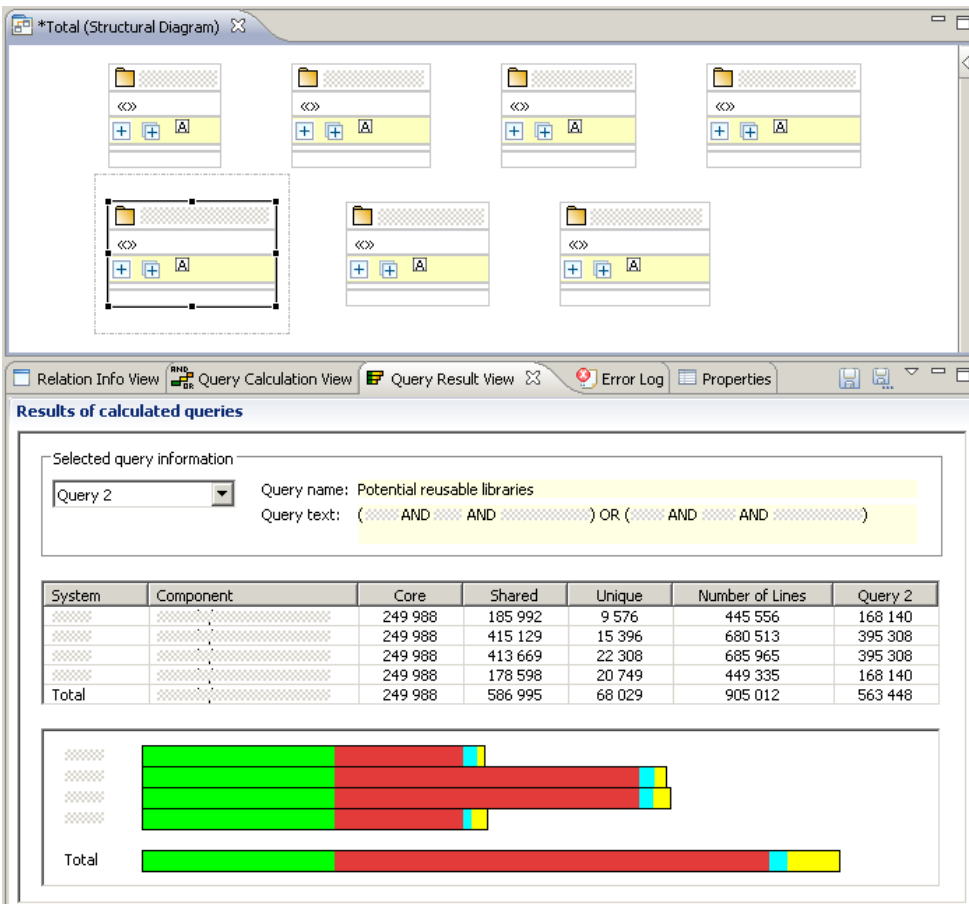 *Total (Structural Diagram)
«»
A
«»
A
«»
A
«»
A
«»
A
«»
A
«»
A
Relation Info View AND OR Query Calculation View Query Result View Error Log Properties
Results of calculated queries
Selected query information
Query 2 Query name: Potential reusable libraries
Query text: ( AND AND ) OR ( AND AND )
System Component Core Shared Unique Number of Lines Query 2
249 988 185 992 9 576 445 556 168 140
249 988 415 129 15 396 680 513 395 308
249 988 413 669 22 308 685 965 395 308
249 988 178 598 20 749 449 335 168 140
Total 249 988 586 995 68 029 905 012 563 448
Total